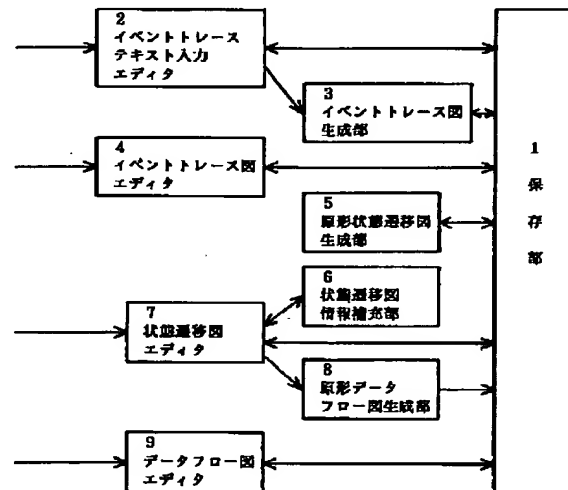 2
イベントトレース
テキスト入力
エディタ
3
イベントトレース図
生成部
4
イベントトレース図
エディタ
1
保
存
部
5
原形状態遷移図
生成部
6
状態遷移図
情報補充部
7
状態遷移図
エディタ
8
原形データ
フロー図生成部
9
データフロー図
エディタ